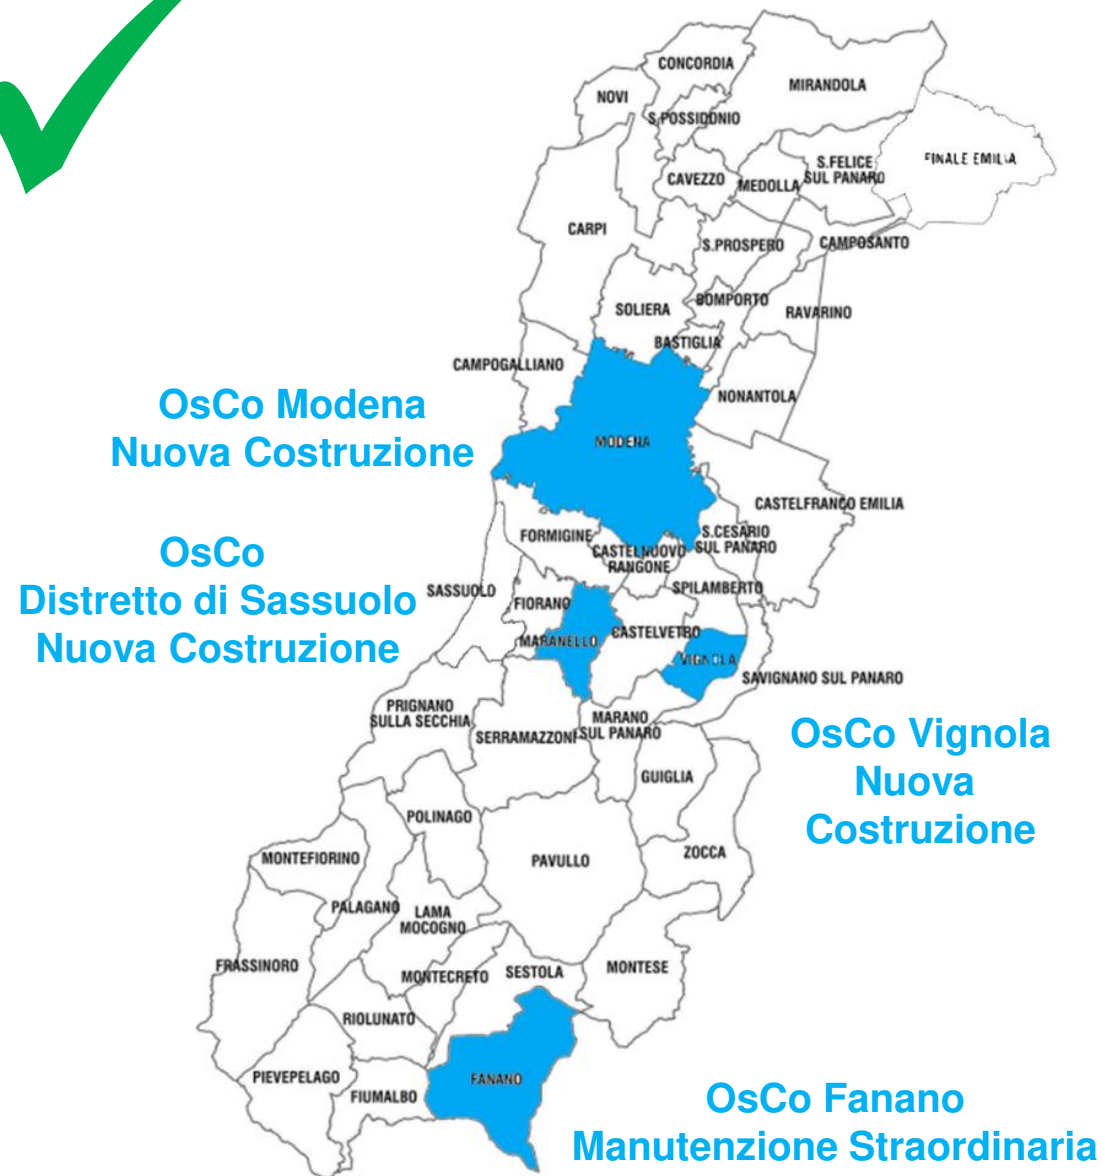 CONCORDIA
MIRANDOLA
NOVI
S.POSSIDONIO
FINALE EMILIA
S.FELICE
SUL PANARO
CAVEZZO
MEDOLLA
CARPI
S.PROSPERO
CAMPOSANTO
BOMPORTO
SOLIERA
RAVARINO
BASTIGLIA
CAMPOGALLIANO
NONANTOLA
OsCo Modena
Nuova Costruzione
MODENA
CASTELFRANCO EMILIA
FORMIGINE
S.CESARIO
SUL PANARO
CASTELNUOVO
RANGONE
OsCo
Distretto di Sassuolo
Nuova Costruzione
SASSUOLO
SPILAMBERTO
FIORANO
MARANELLO
CASTELVETRO
VIGNOLA
SAVIGNANO SUL PANARO
PRIGNANO
SULLA SECCHIA
SERRAMAZZONI
MARANO
SUL PANARO
OsCo Vignola
Nuova
Costruzione
GUIGLIA
POLINAGO
ZOCCA
MONTEFIORINO
PAVULLO
PALAGANO
LAMA
MOCOGNO
FRASSINORO
MONTECRETO
SESTOLA
MONTESE
RIOLUNATO
PIEVEPELAGO
FIUMALBO
FANANO
OsCo Fanano
Manutenzione Straordinaria